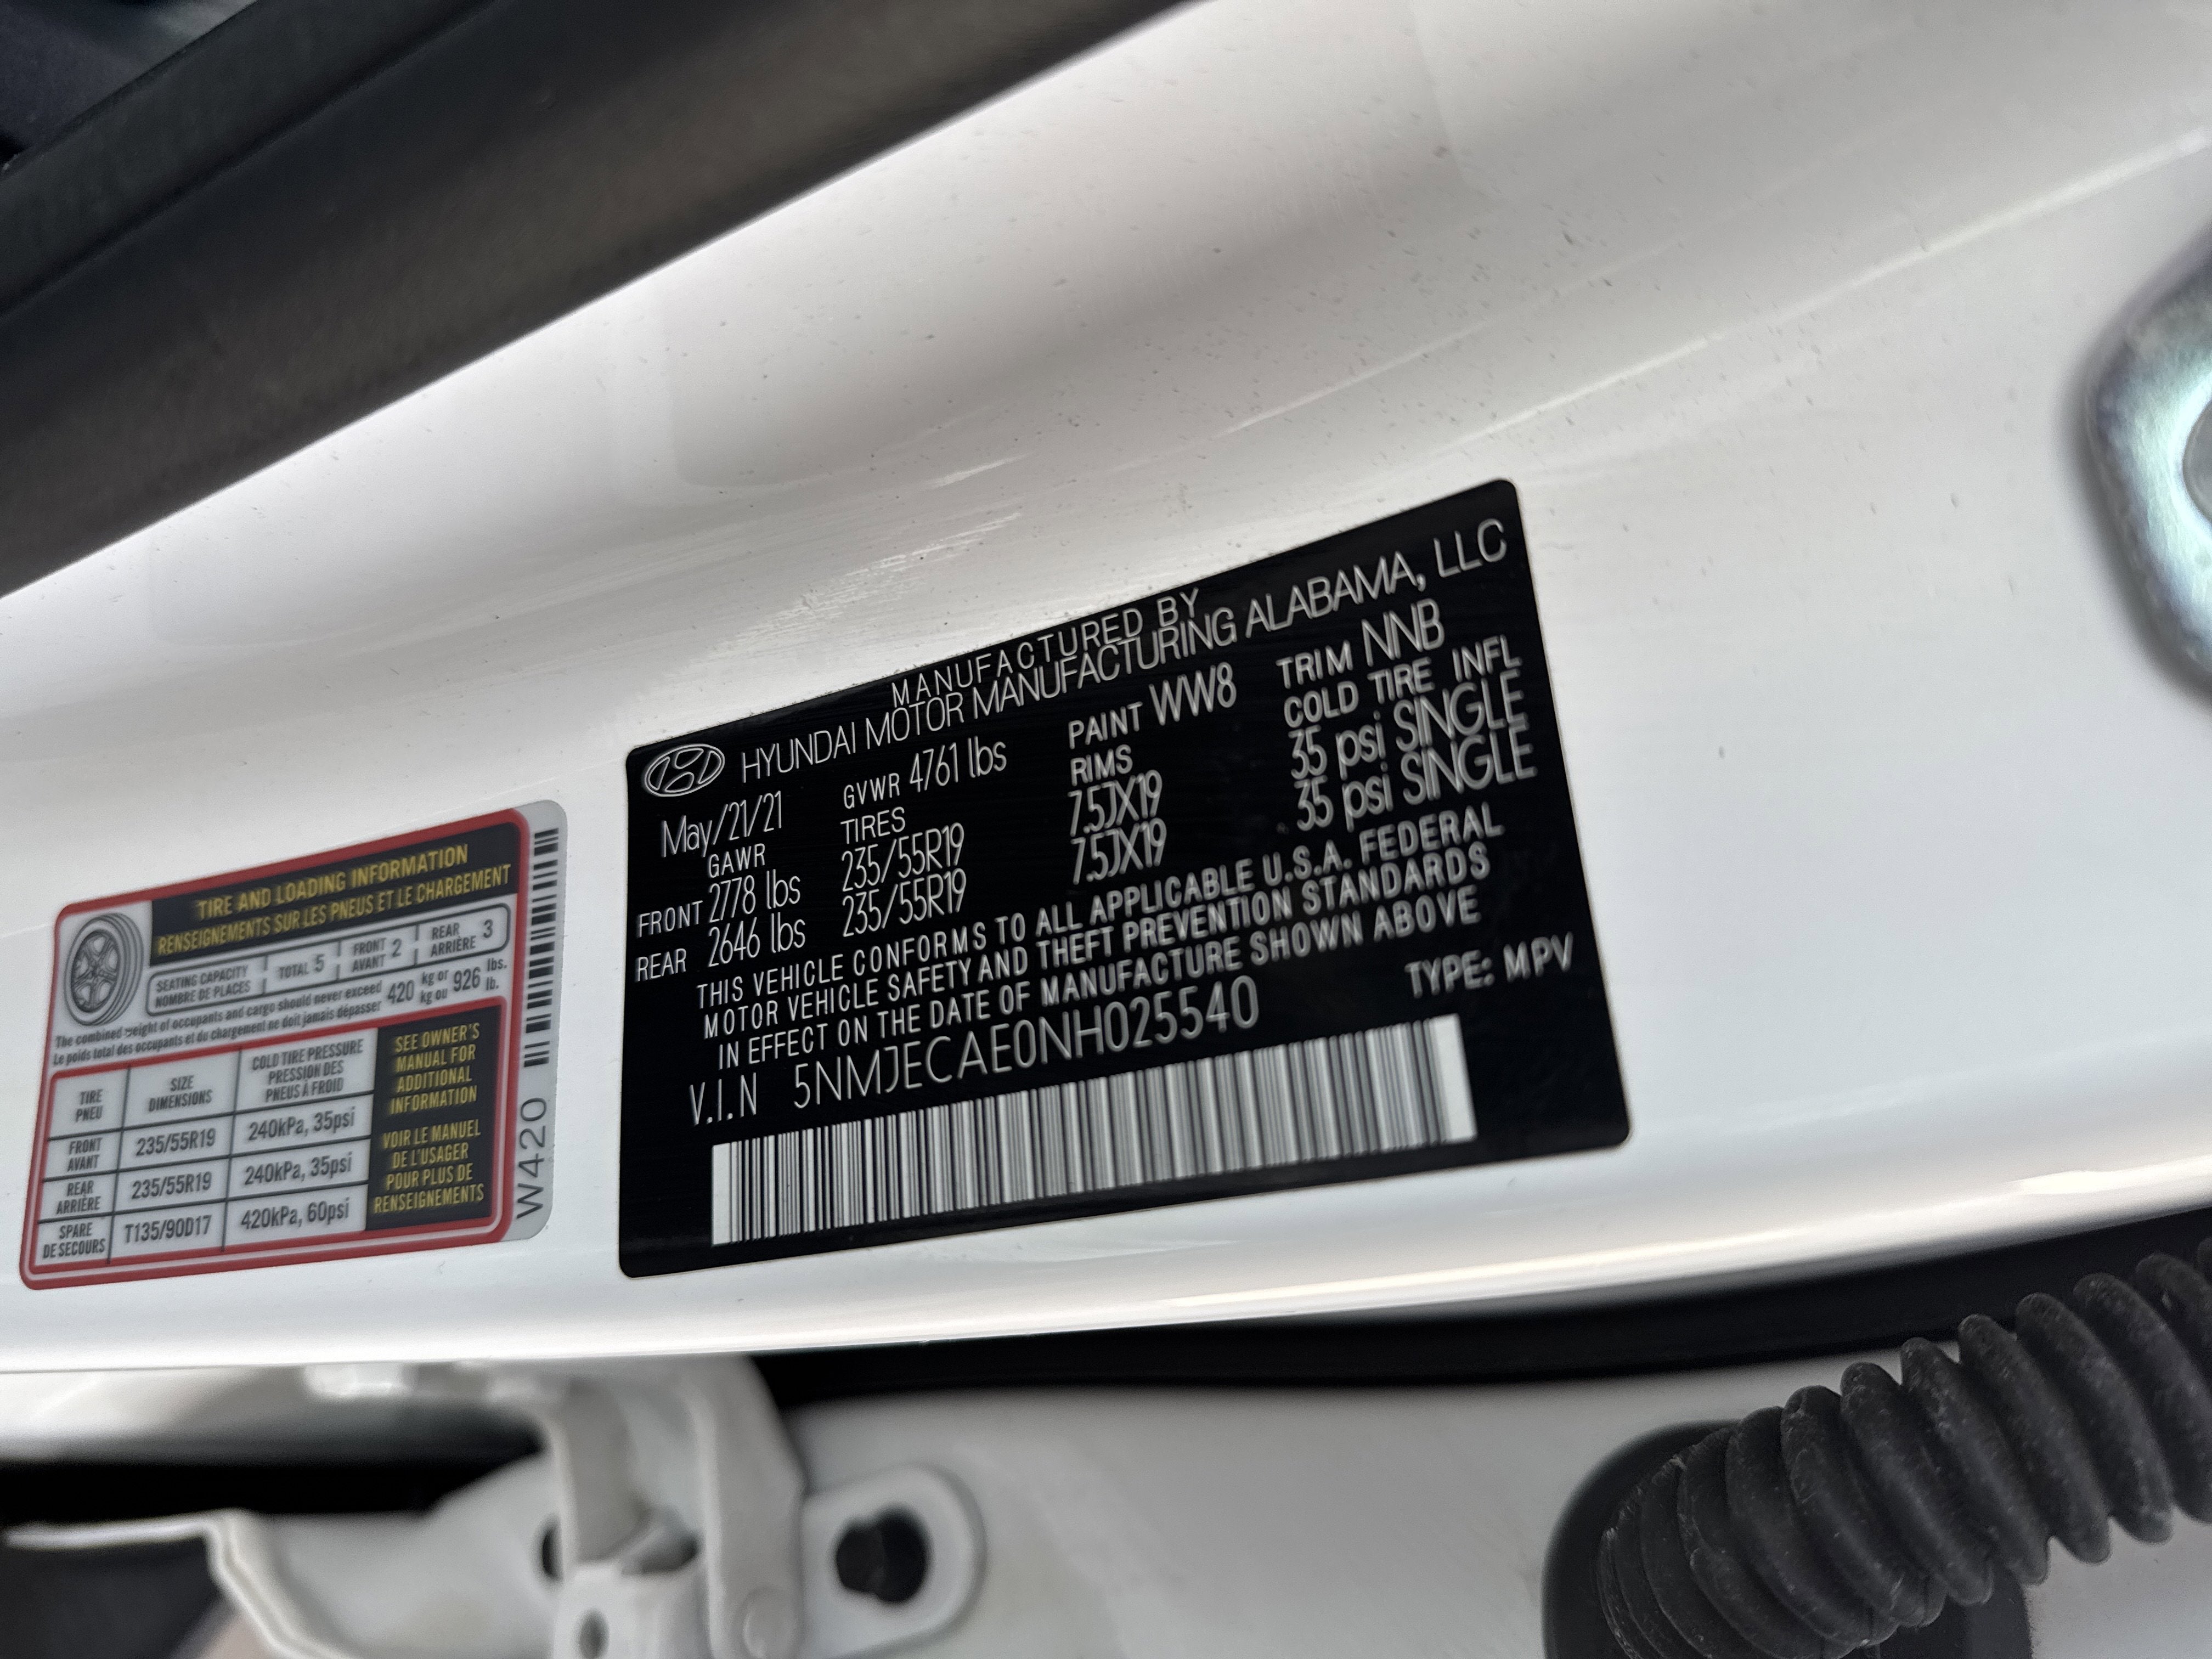 TIRE AND LOADING INFORMATION
RENSEIGNEMENTS SUR LES PNEUS ET LE CHARGEMENT
SEATING CAPACITY
NOMBRE DE PLACES
TOTAL 5
FRONT
AVANT 2
REAR
ARRIÈRE 3
The combined weight of occupants and cargo should never exceed 420 kg or 926 lbs.
Le poids total des occupants et du chargement ne doit jamais dépasser 420 kg ou 926 lb.
TIRE
PNEU
SIZE
DIMENSIONS
COLD TIRE PRESSURE
PRESSION DES
PNEUS À FROID
FRONT
AVANT
235/55R19
240kPa, 35psi
REAR
ARRIÈRE
235/55R19
240kPa, 35psi
SPARE
DE SECOURS
T135/90D17
420kPa, 60psi
SEE OWNER'S
MANUAL FOR
ADDITIONAL
INFORMATION
VOIR LE MANUEL
DE L'USAGER
POUR PLUS DE
RENSEIGNEMENTS
W420
MANUFACTURED BY
HYUNDAI MOTOR MANUFACTURING ALABAMA, LLC
May/21/21 GVWR 4761 lbs PAINT WW8 TRIM NNB
GAWR TIRES RIMS COLD TIRE INFL
FRONT 2778 lbs 235/55R19 7.5JX19 35 psi SINGLE
REAR 2646 lbs 235/55R19 7.5JX19 35 psi SINGLE
THIS VEHICLE CONFORMS TO ALL APPLICABLE U.S.A. FEDERAL
MOTOR VEHICLE SAFETY AND THEFT PREVENTION STANDARDS
IN EFFECT ON THE DATE OF MANUFACTURE SHOWN ABOVE
V.I.N 5NMJECAE0NH025540 TYPE: MPV